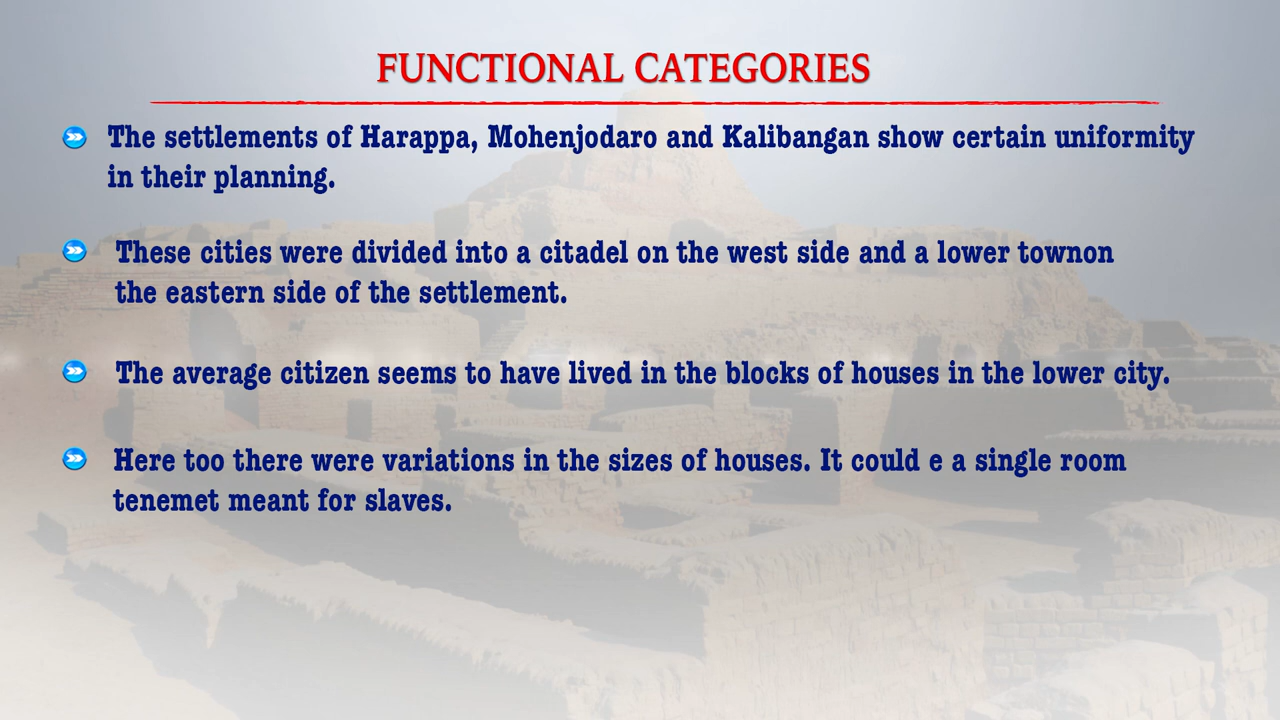 FUNCTIONAL CATEGORIES
The settlements of Harappa, Mohenjodaro and Kalibangan show certain uniformity
in their planning.
These cities were divided into a citadel on the west side and a lower townon
the eastern side of the settlement.
The average citizen seems to have lived in the blocks of houses in the lower city.
Here too there were variations in the sizes of houses. It could e a single room
tenemet meant for slaves.